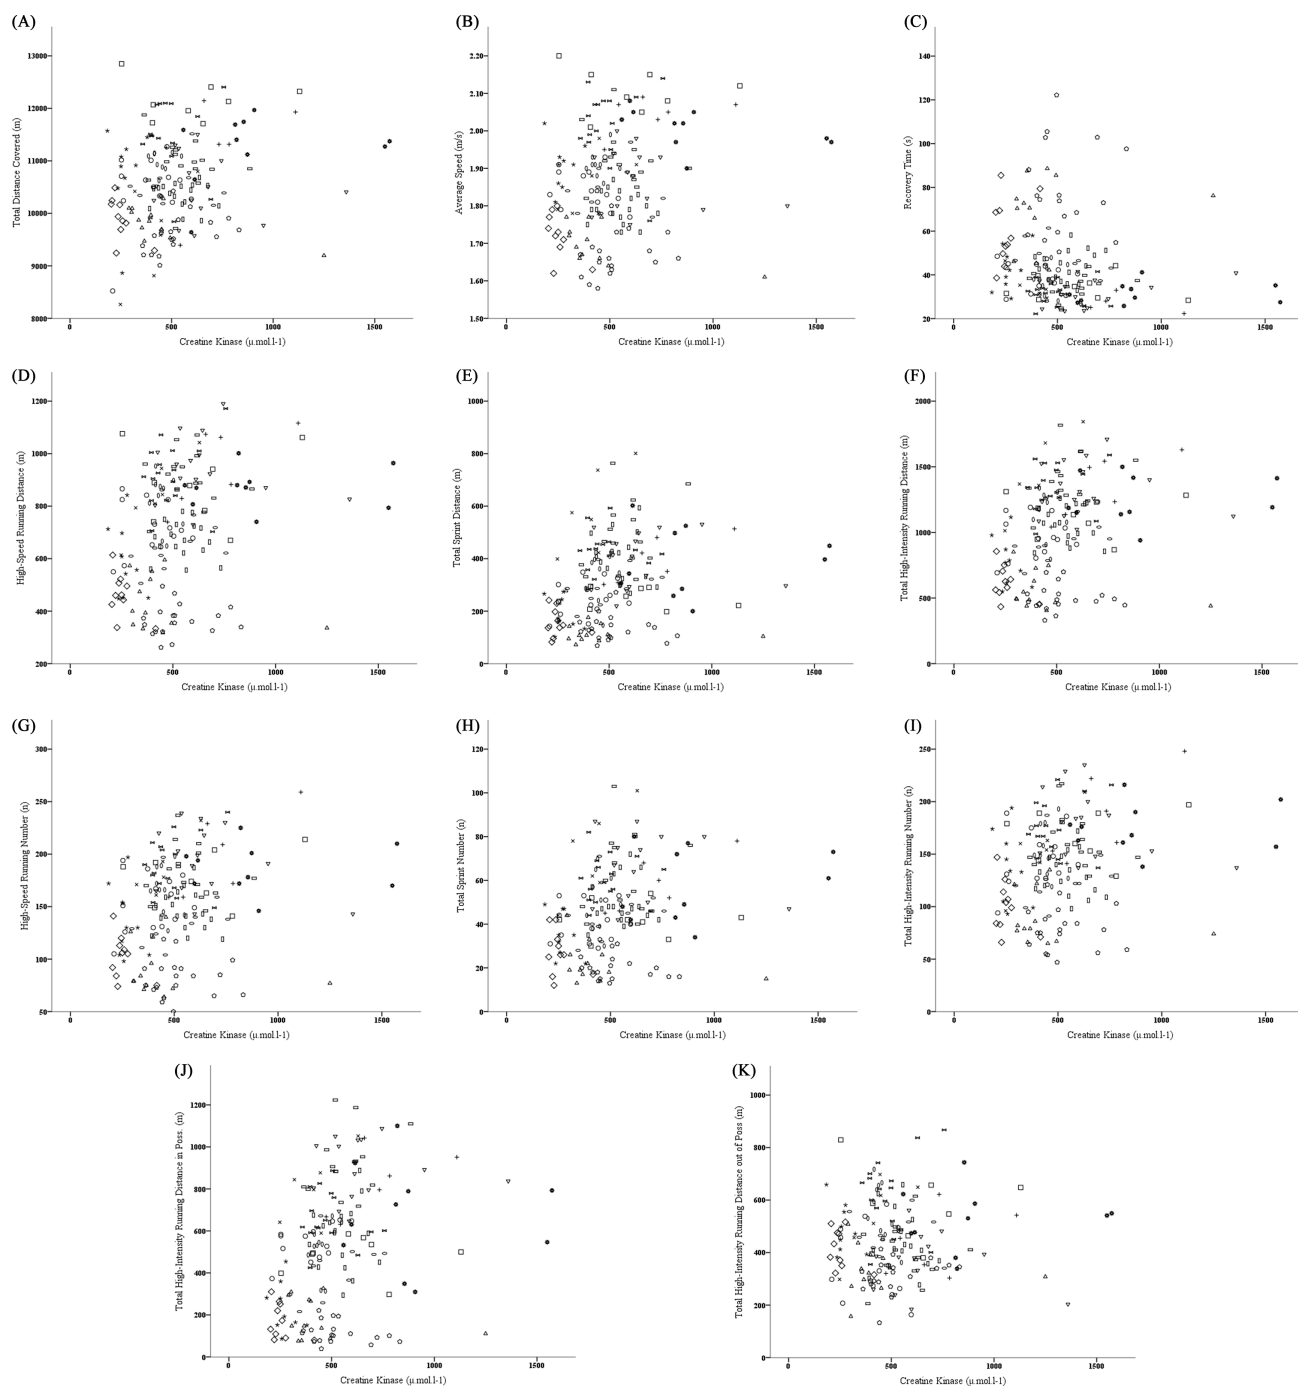 (A)
13000
12000
11000
10000
9000
8000
Total Distance Covered (m)
0 500 1000 1500
Creatine Kinase (μ.mol.l-1)
(B)
2.20
2.10
2.00
1.90
1.80
1.70
1.60
1.50
Average Speed (m/s)
0 500 1000 1500
Creatine Kinase (μ.mol.l-1)
(C)
140
120
100
80
60
40
20
Recovery Time (s)
0 500 1000 1500
Creatine Kinase (μ.mol.l-1)
(D)
1200
1000
800
600
400
200
High-Speed Running Distance (m)
0 500 1000 1500
Creatine Kinase (μ.mol.l-1)
(E)
1000
800
600
400
200
0
Total Sprint Distance (m)
0 500 1000 1500
Creatine Kinase (μ.mol.l-1)
(F)
2000
1500
1000
500
0
Total High-Intensity Running Distance (m)
0 500 1000 1500
Creatine Kinase (μ.mol.l-1)
(G)
300
250
200
150
100
50
High-Speed Running Number (n)
0 500 1000 1500
Creatine Kinase (μ.mol.l-1)
(H)
120
100
80
60
40
20
0
Total Sprint Number (n)
0 500 1000 1500
Creatine Kinase (μ.mol.l-1)
(I)
250
200
150
100
50
0
Total High-Intensity Running Number (n)
0 500 1000 1500
Creatine Kinase (μ.mol.l-1)
(J)
1200
1000
800
600
400
200
0
Total High-Intensity Running Distance in Poss. (m)
0 500 1000 1500
Creatine Kinase (μ.mol.l-1)
(K)
1000
800
600
400
200
0
Total High-Intensity Running Distance out of Poss (m)
0 500 1000 1500
Creatine Kinase (μ.mol.l-1)